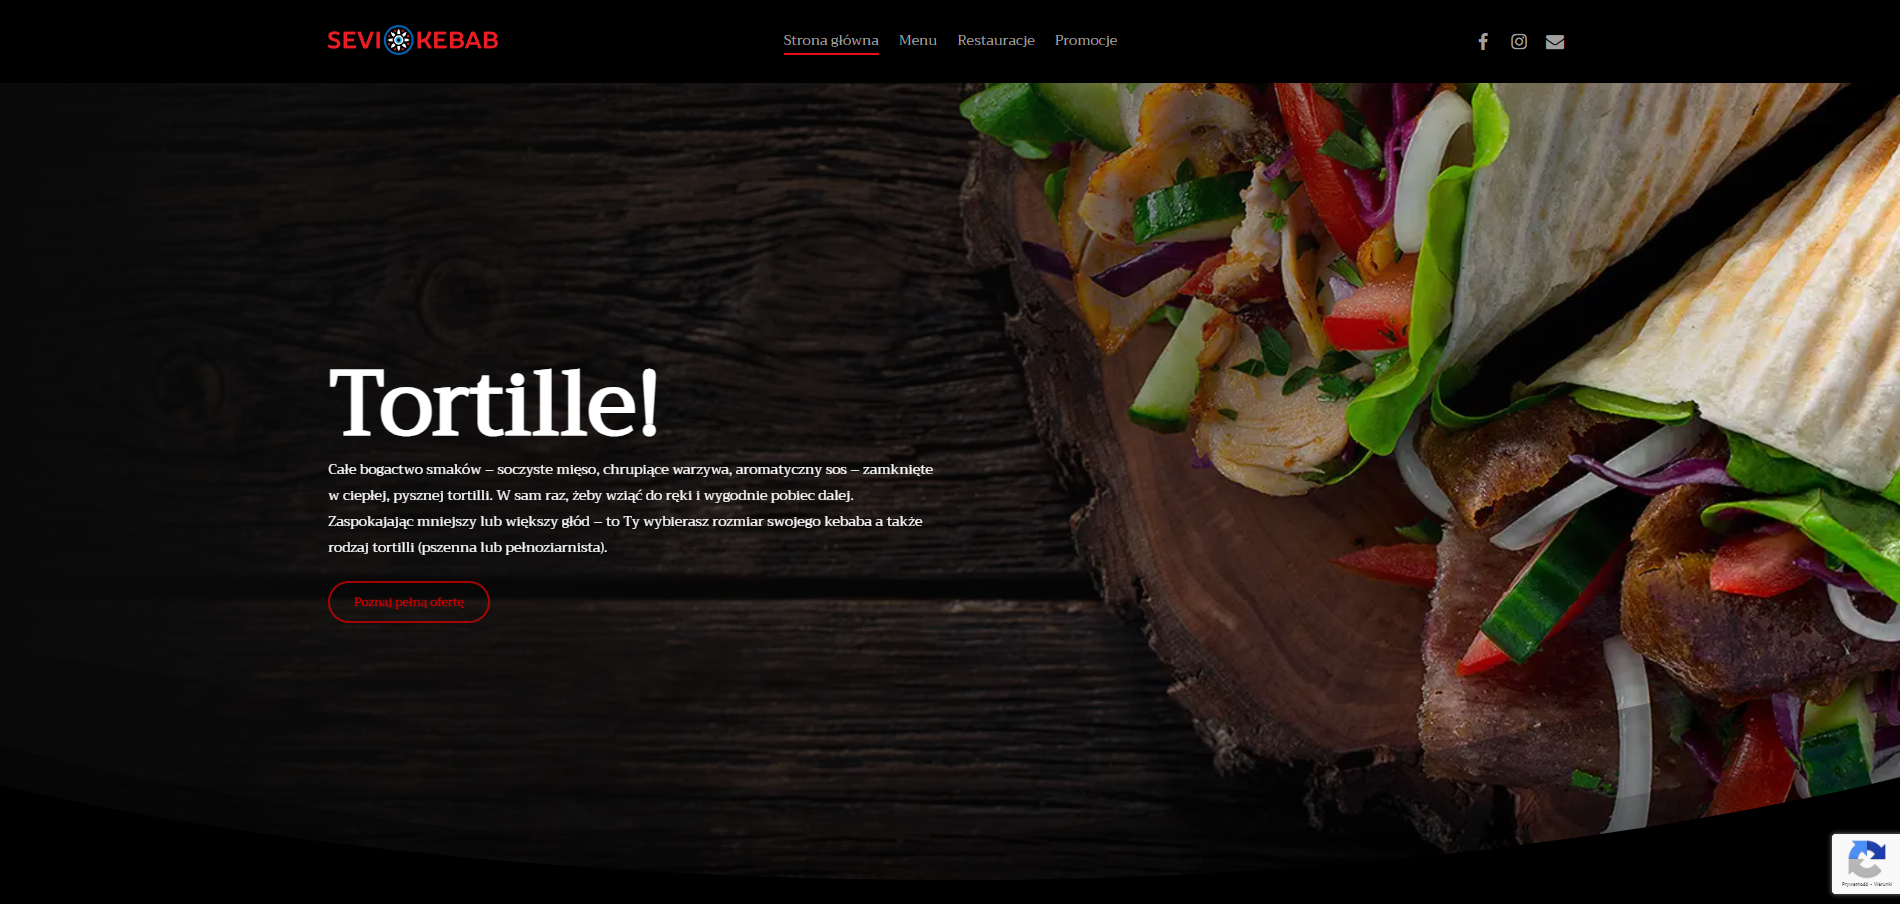 SEVI KEBAB
Strona główna Menu Restauracje Promocje
Tortille!
Całe bogactwo smaków – soczyste mięso, chrupiące warzywa, aromatyczny sos – zamknięte
w ciepłej, pysznej tortilli. W sam raz, żeby wziąć do ręki i wygodnie pobiec dalej.
Zaspokajając mniejszy lub większy głód – to Ty wybierasz rozmiar swojego kebaba a także
rodzaj tortilli (pszenna lub pełnoziarnista).
Poznaj pełną ofertę
Prywatność - Warunki